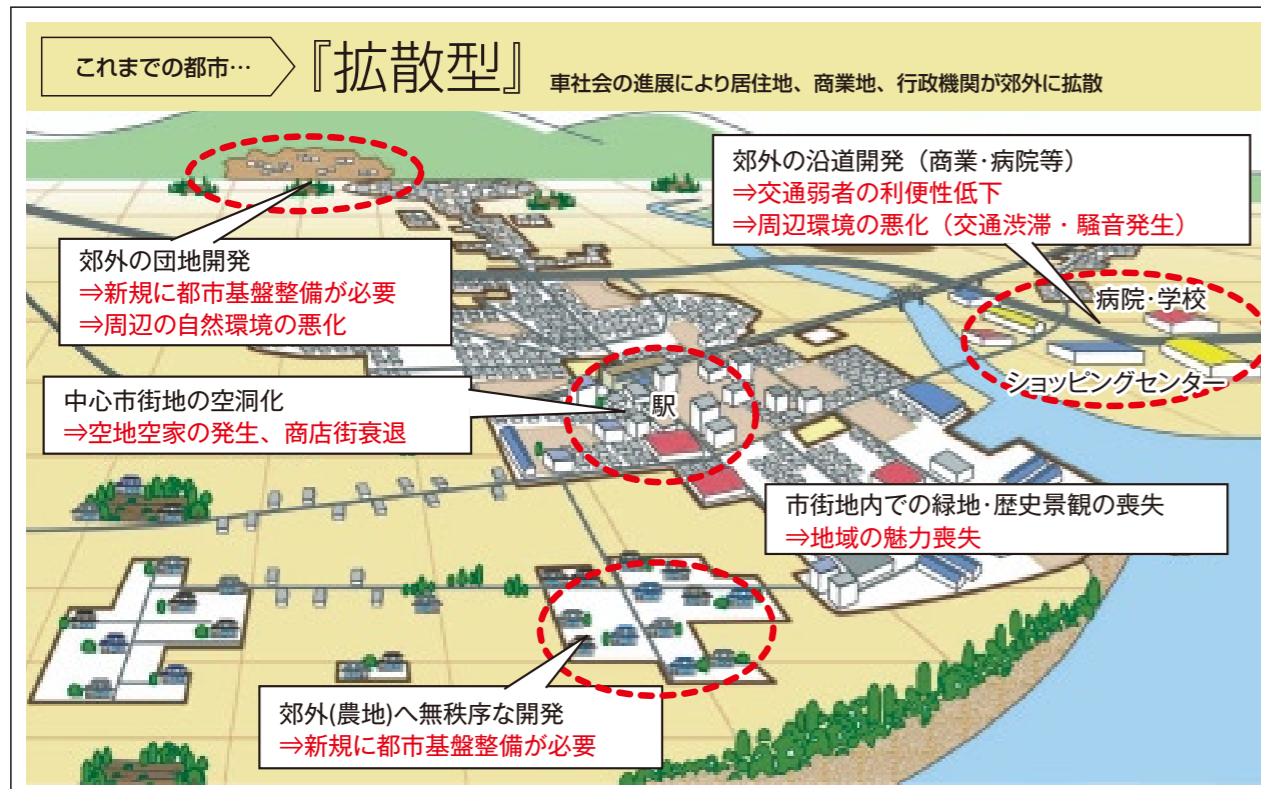 これまでの都市…
『拡散型』
車社会の進展により居住地、商業地、行政機関が郊外に拡散
郊外の沿道開発（商業･病院等）
⇒交通弱者の利便性低下
⇒周辺環境の悪化（交通渋滞・騒音発生）
郊外の団地開発
⇒新規に都市基盤整備が必要
⇒周辺の自然環境の悪化
病院･学校
ショッピングセンター
中心市街地の空洞化
⇒空地空家の発生、商店街衰退
駅
市街地内での緑地･歴史景観の喪失
⇒地域の魅力喪失
郊外(農地)へ無秩序な開発
⇒新規に都市基盤整備が必要